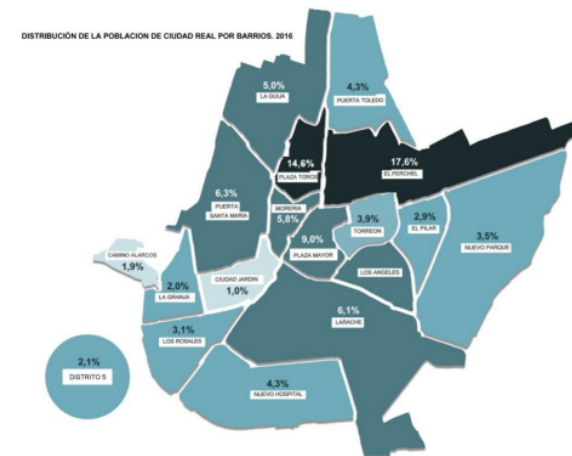 DISTRIBUCIÓN DE LA POBLACION DE CIUDAD REAL POR BARRIOS. 2016
4,3%
PUERTA TOLEDO
5,0%
LA GUIJA
14,6%
PLAZA TOROS
17,6%
EL PERCHEL
6,3%
PUERTA
SANTA MARIA
MORERIA
5,8%
3,9%
TORREON
2,9%
EL PILAR
3,5%
NUEVO PARQUE
9,0%
PLAZA MAYOR
CAMINO ALARCOS
1,9%
CIUDAD JARDIN
1,0%
LOS ANGELES
2,0%
LA GRANJA
6,1%
LARACHE
3,1%
LOS ROSALES
2,1%
DISTRITO 5
4,3%
NUEVO HOSPITAL